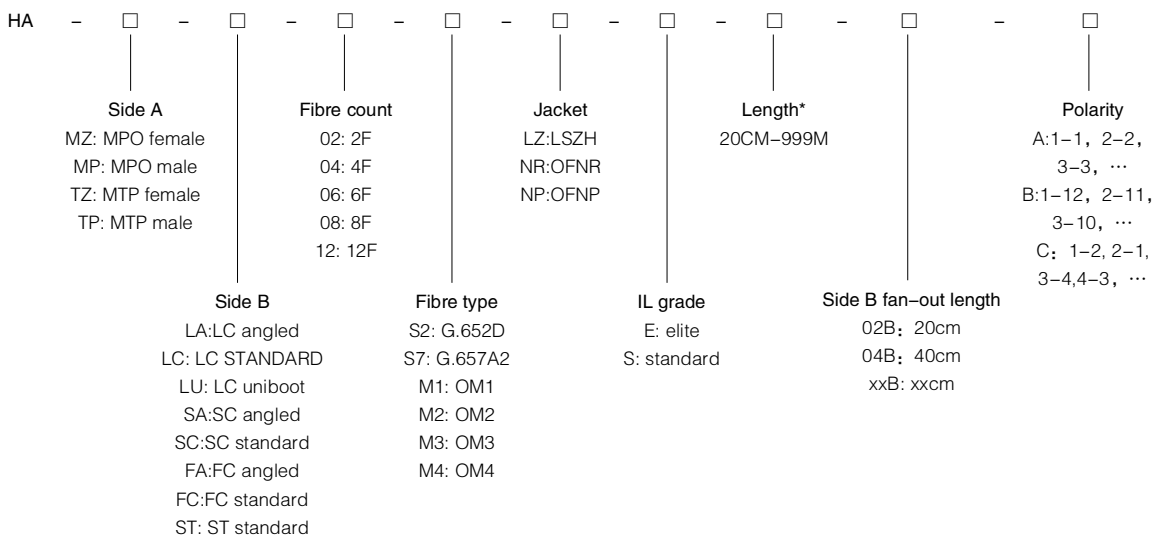 HA – □ – □ – □ – □ – □ – □ – □ – □ – □
Side A
MZ: MPO female
MP: MPO male
TZ: MTP female
TP: MTP male
Fibre count
02: 2F
04: 4F
06: 6F
08: 8F
12: 12F
Jacket
LZ:LSZH
NR:OFNR
NP:OFNP
Length*
20CM–999M
Polarity
A:1–1，2–2，
3–3，…
B:1–12，2–11，
3–10，…
C：1–2, 2–1,
3–4,4–3，…
Side B
LA:LC angled
LC: LC STANDARD
LU: LC uniboot
SA:SC angled
SC:SC standard
FA:FC angled
FC:FC standard
ST: ST standard
Fibre type
S2: G.652D
S7: G.657A2
M1: OM1
M2: OM2
M3: OM3
M4: OM4
IL grade
E: elite
S: standard
Side B fan–out length
02B：20cm
04B：40cm
xxB: xxcm